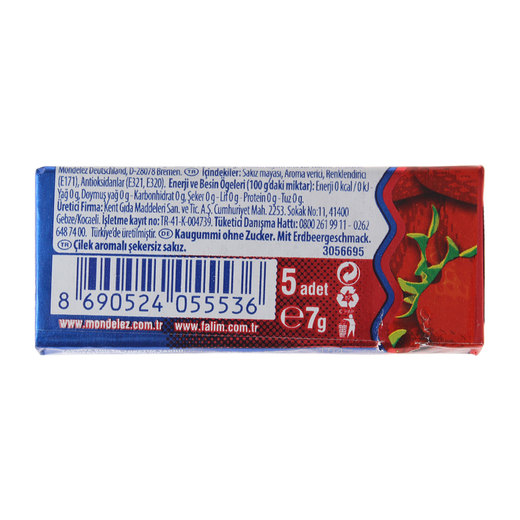 Mondelez Deutschland, D-28078 Bremen. TR İçindekiler: Sakız mayası, Aroma verici, Renklendirici
(E171), Antioksidanlar (E321, E320). Enerji ve Besin Ögeleri (100 g'daki miktar): Enerji 0 kcal / 0 kJ -
Yağ 0 g, Doymuş yağ 0 g - Karbonhidrat 0 g, Şeker 0 g - Lif 0 g - Protein 0 g - Tuz 0 g.
Üretici Firma: Kent Gıda Maddeleri San. ve Tic. A.Ş. Cumhuriyet Mah. 2253. Sokak No:11, 41400
Gebze/Kocaeli. İşletme kayıt no: TR-41-K-004739. Tüketici Danışma Hattı: 0800 261 99 11 - 0262
648 74 00. Türkiye'de üretilmiştir. DE Kaugummi ohne Zucker. Mit Erdbeergeschmack.
TR Çilek aromalı şekersiz sakız.
3056695
8 690524 055536
5 adet
e 7g
www.mondelez.com.tr
www.falim.com.tr